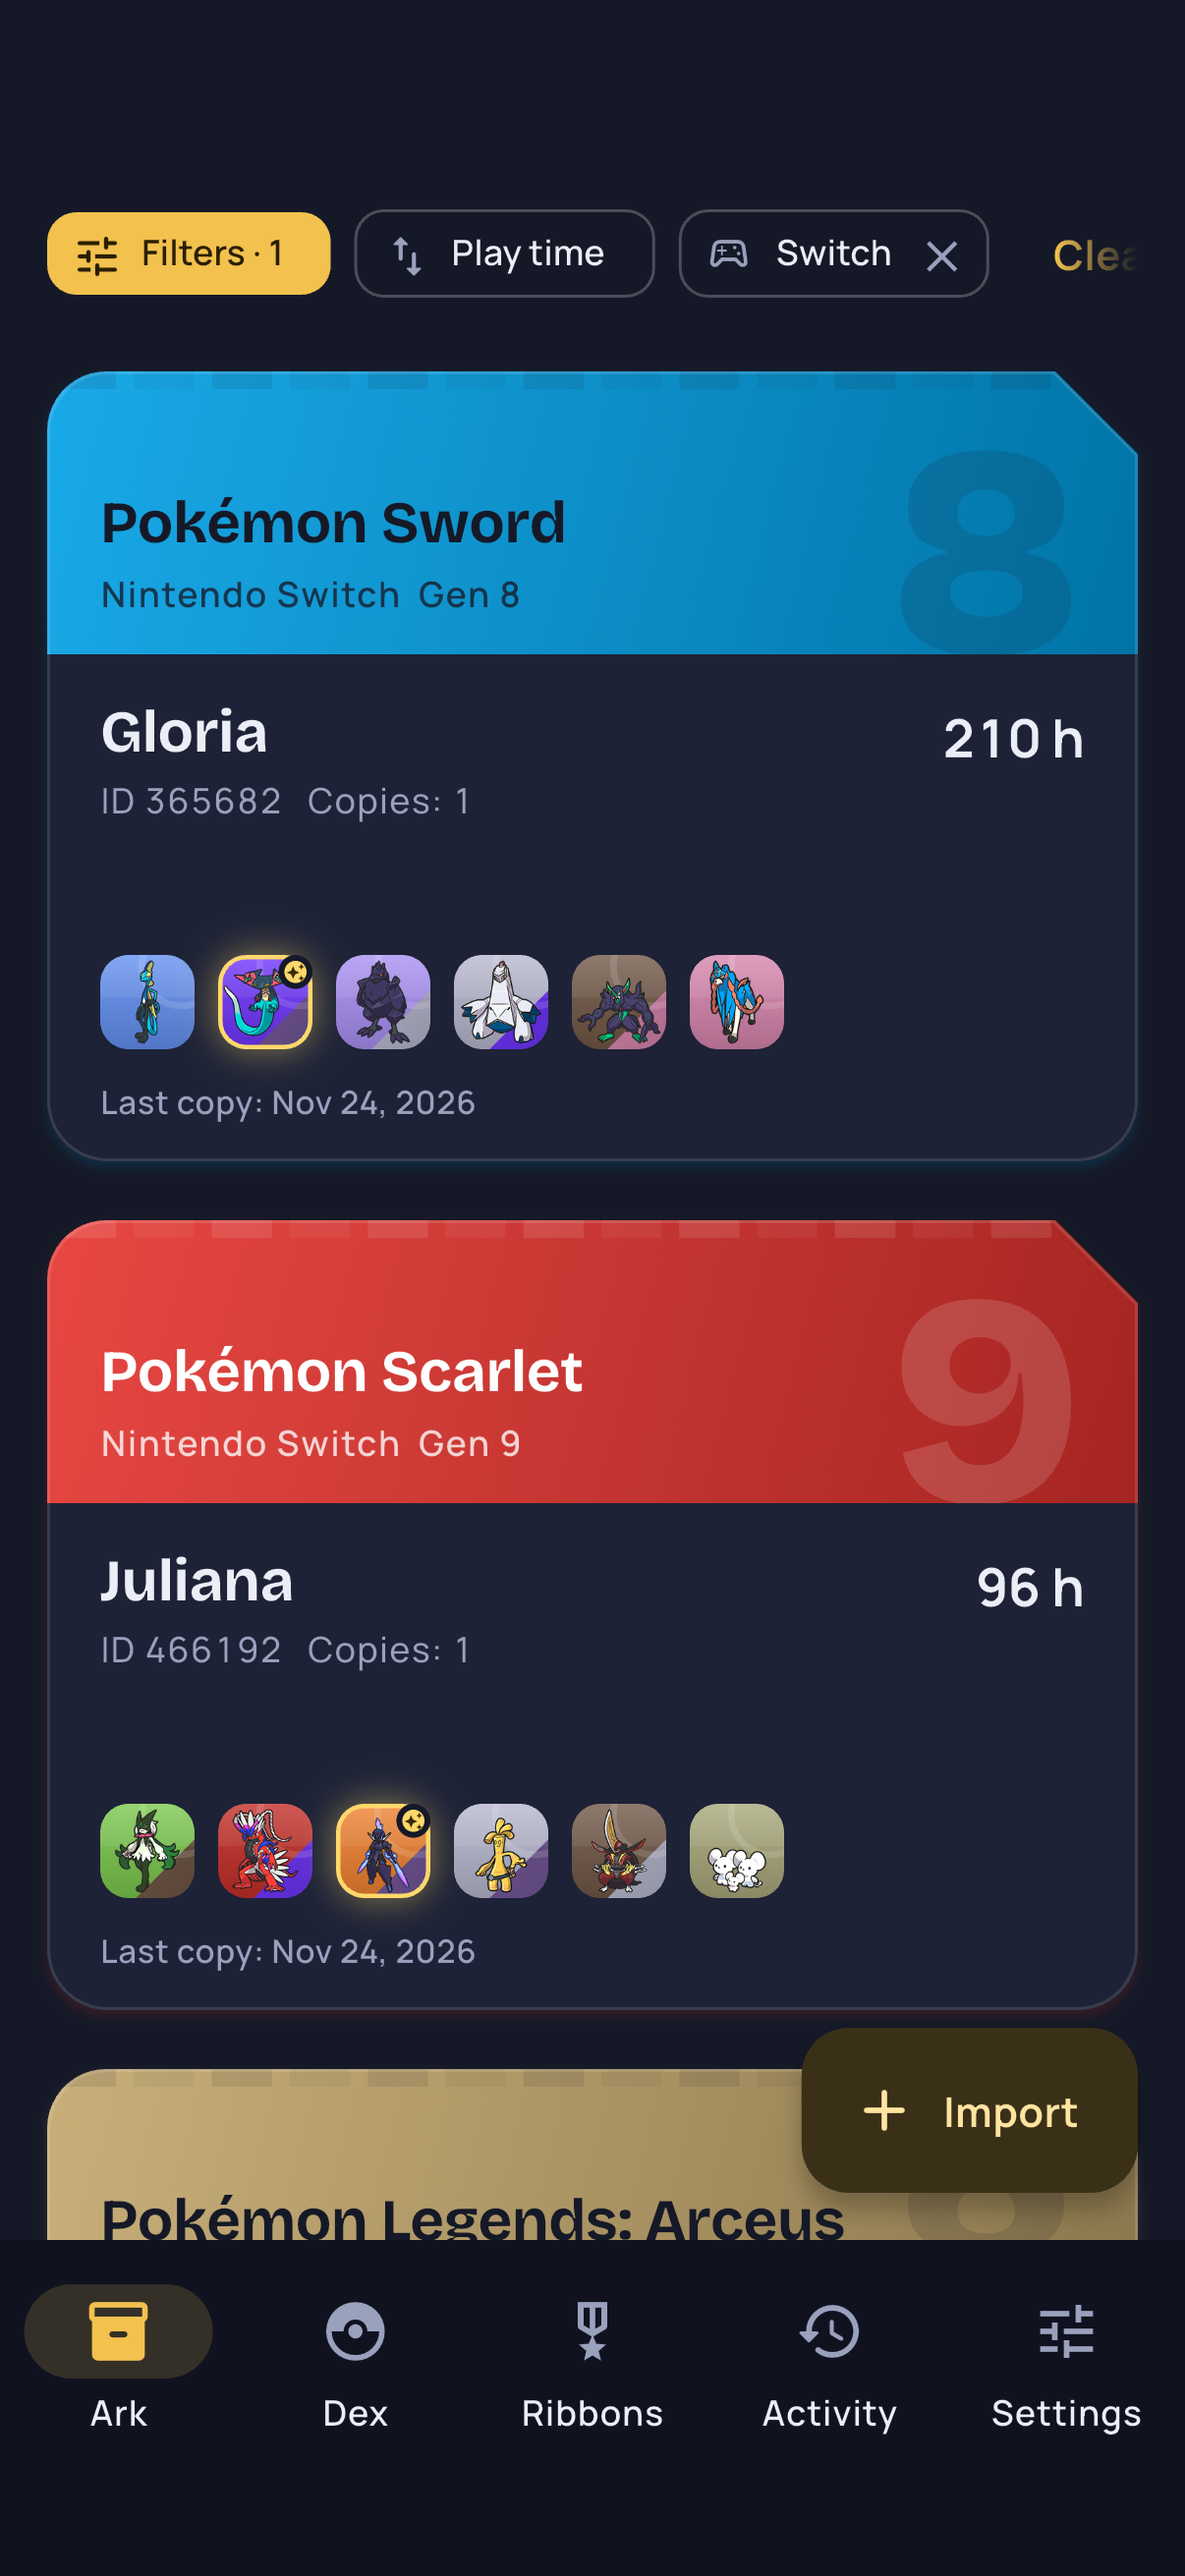 Filters · 1
Play time
Switch
Clea
8
Pokémon Sword
Nintendo Switch Gen 8
Gloria
210 h
ID 365682 Copies: 1
Last copy: Nov 24, 2026
9
Pokémon Scarlet
Nintendo Switch Gen 9
Juliana
96 h
ID 466192 Copies: 1
Last copy: Nov 24, 2026
Import
Pokémon Legends: Arceus
8
Ark
Dex
Ribbons
Activity
Settings